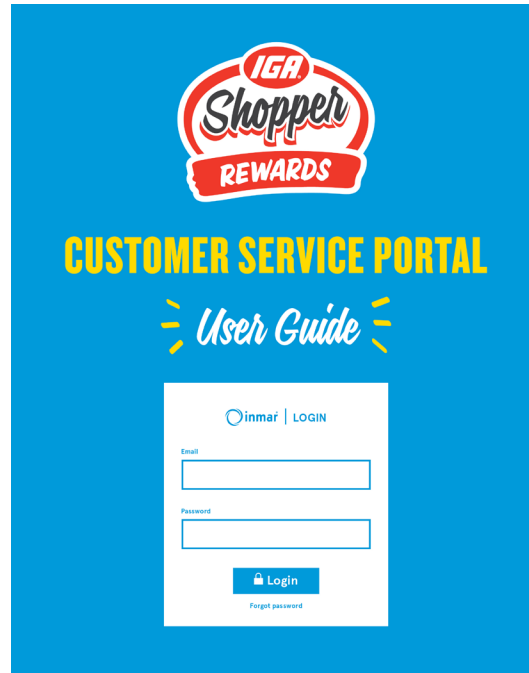 IGA
Shopper
REWARDS
CUSTOMER SERVICE PORTAL
User Guide
inmar | LOGIN
Email
Password
Login
Forgot password